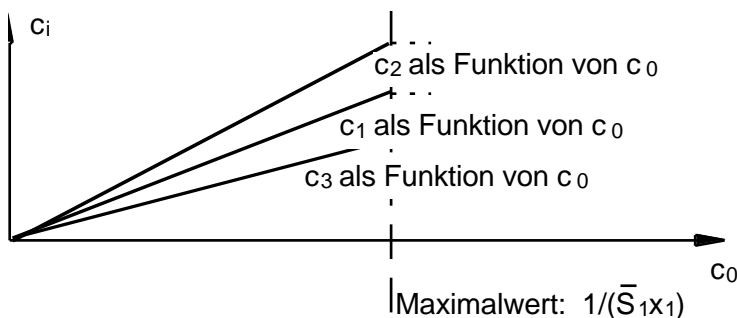 cᵢ
c₂ als Funktion von c₀
c₁ als Funktion von c₀
c₃ als Funktion von c₀
c₀
Maximalwert: 1/(S̄₁x₁)